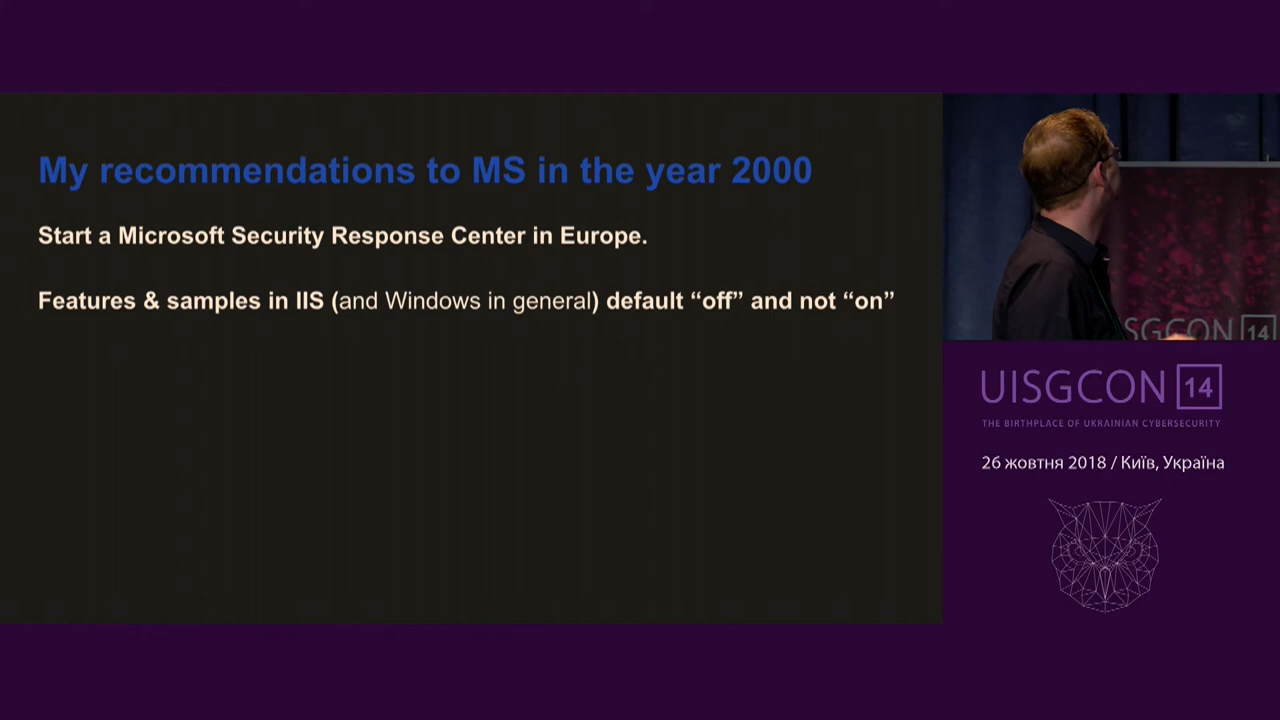 My recommendations to MS in the year 2000
Start a Microsoft Security Response Center in Europe.
Features & samples in IIS (and Windows in general) default “off” and not “on”
SGCON 14
UISGCON 14
THE BIRTHPLACE OF UKRAINIAN CYBERSECURITY
26 жовтня 2018 / Київ, Україна